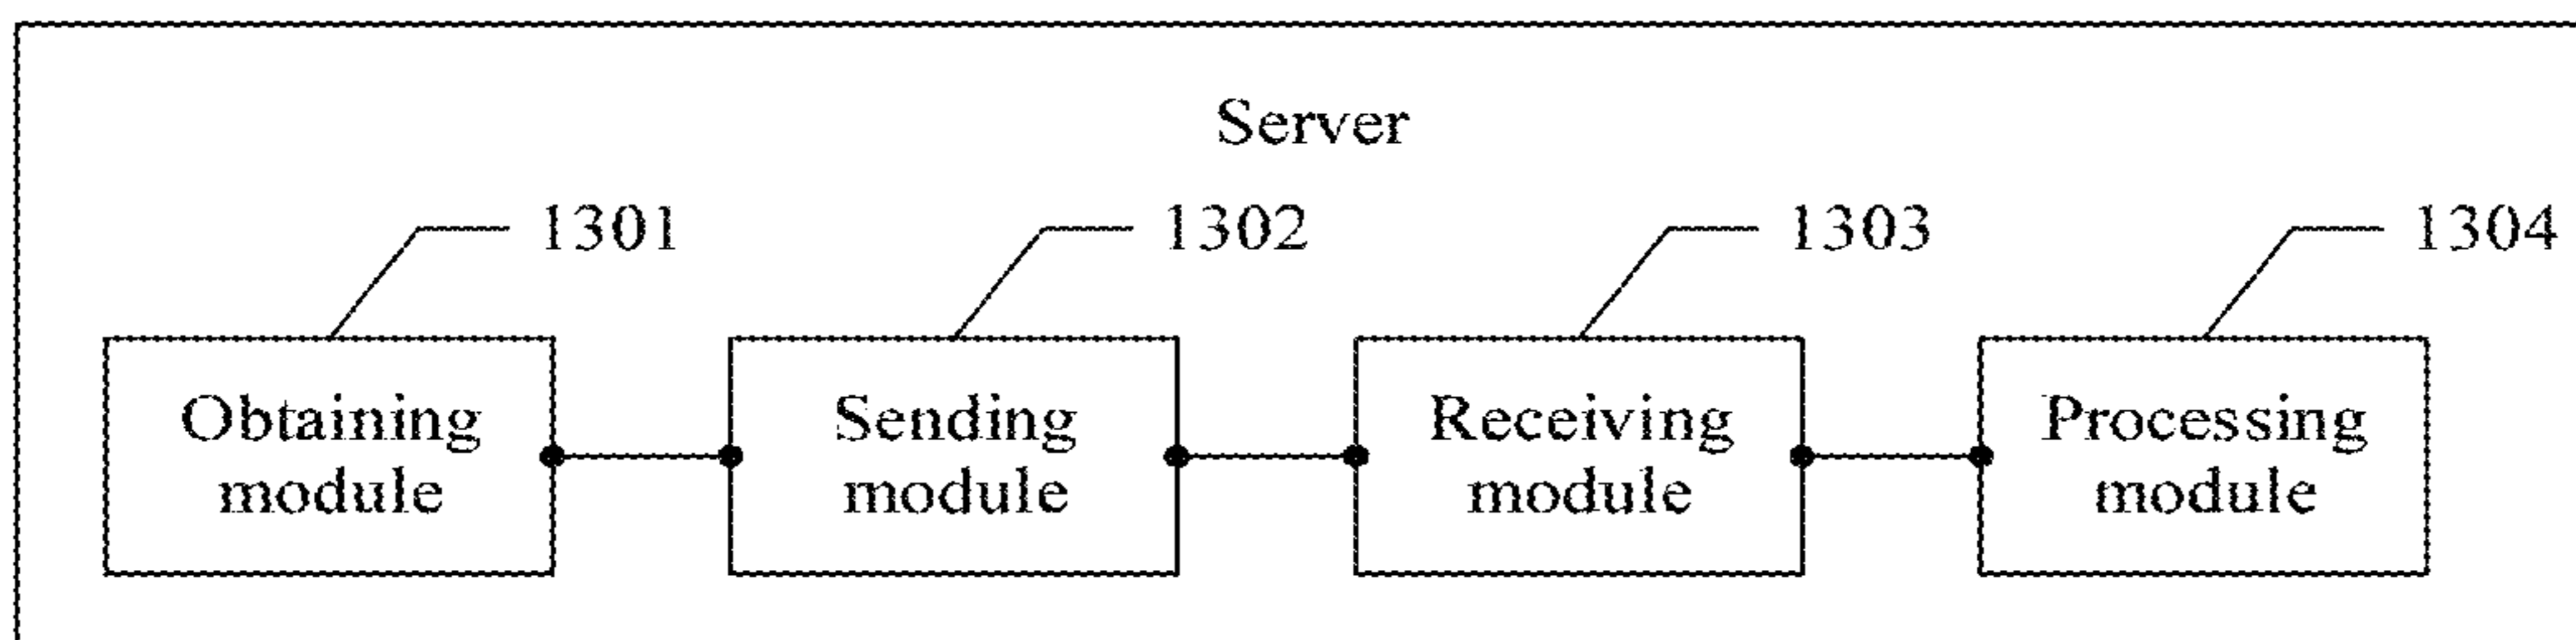 Server
1301
1302
1303
1304
Obtaining
module
Sending
module
Receiving
module
Processing
module